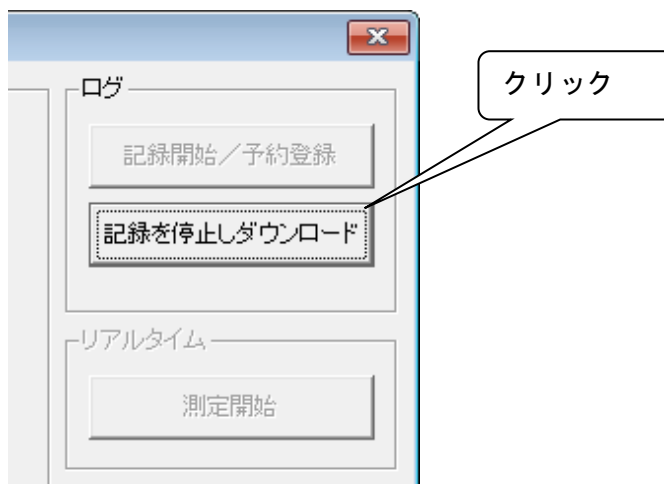 ログ
クリック
記録開始／予約登録
記録を停止しダウンロード
リアルタイム
測定開始